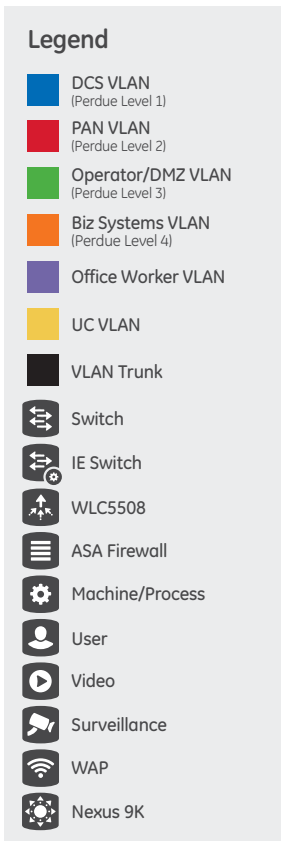 Legend
DCS VLAN
(Perdue Level 1)
PAN VLAN
(Perdue Level 2)
Operator/DMZ VLAN
(Perdue Level 3)
Biz Systems VLAN
(Perdue Level 4)
Office Worker VLAN
UC VLAN
VLAN Trunk
Switch
IE Switch
WLC5508
ASA Firewall
Machine/Process
User
Video
Surveillance
WAP
Nexus 9K